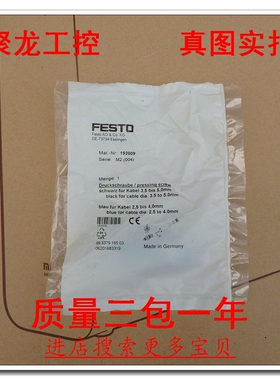 聚龙工控
真图实拍
FESTO
Festo AG & Co. KG
DE-73734 Esslingen
Mat.-Nr. 192009
Serie: M2 (004)
Menge: 1
Druckschraube / pressing screw
schwarz für Kabel 3,5 bis 5,0mm
black for cable dia. 3.5 to 5.0mm
blau für Kabel 2,5 bis 4,0mm
blue for cable dia. 2.5 to 4.0mm
Made in Germany
质量三包一年
进店搜索更多宝贝